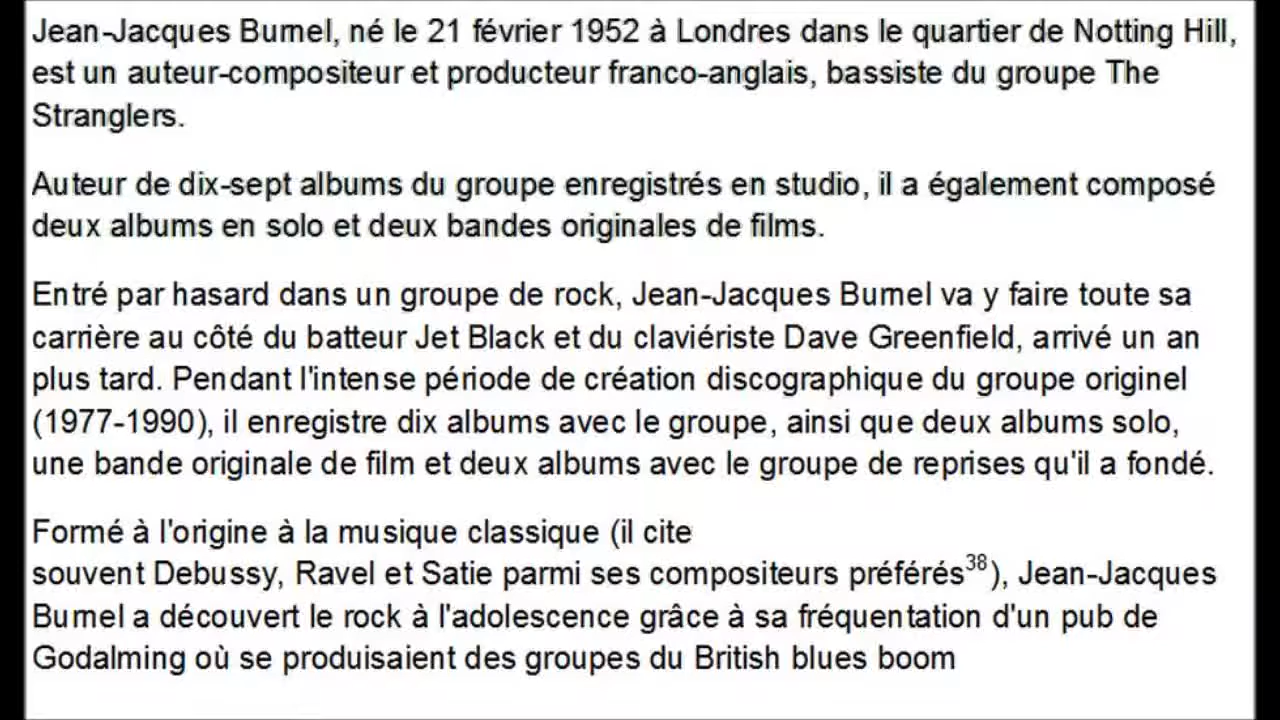 Jean-Jacques Burnel, né le 21 février 1952 à Londres dans le quartier de Notting Hill,
est un auteur-compositeur et producteur franco-anglais, bassiste du groupe The
Stranglers.
Auteur de dix-sept albums du groupe enregistrés en studio, il a également composé
deux albums en solo et deux bandes originales de films.
Entré par hasard dans un groupe de rock, Jean-Jacques Burnel va y faire toute sa
carrière au côté du batteur Jet Black et du claviériste Dave Greenfield, arrivé un an
plus tard. Pendant l'intense période de création discographique du groupe originel
(1977-1990), il enregistre dix albums avec le groupe, ainsi que deux albums solo,
une bande originale de film et deux albums avec le groupe de reprises qu'il a fondé.
Formé à l'origine à la musique classique (il cite
souvent Debussy, Ravel et Satie parmi ses compositeurs préférés38), Jean-Jacques
Burnel a découvert le rock à l'adolescence grâce à sa fréquentation d'un pub de
Godalming où se produisaient des groupes du British blues boom